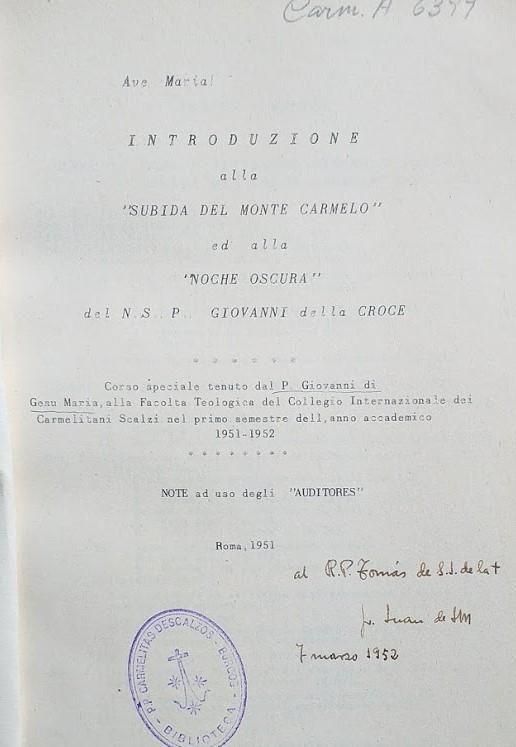 Carm. A 6397
Ave Maria!
INTRODUZIONE
alla
"SUBIDA DEL MONTE CARMELO"
ed alla
"NOCHE OSCURA"
del N.S.P. GIOVANNI della CROCE
* * * * * * *
Corso speciale tenuto dal P. Giovanni di
Gesu Maria,alla Facolta Teologica del Collegio Internazionale dei
Carmelitani Scalzi nel primo semestre dell,anno accademico
1951-1952
* * * * * * * *
NOTE ad uso degli "AUDITORES"
Roma,1951
al R.P. Tomás de S.J. de la +
fr. Juan de JM
7 marzo 1952
PP. CARMELITAS DESCALZOS - BURGOS -
- BIBLIOTECA -